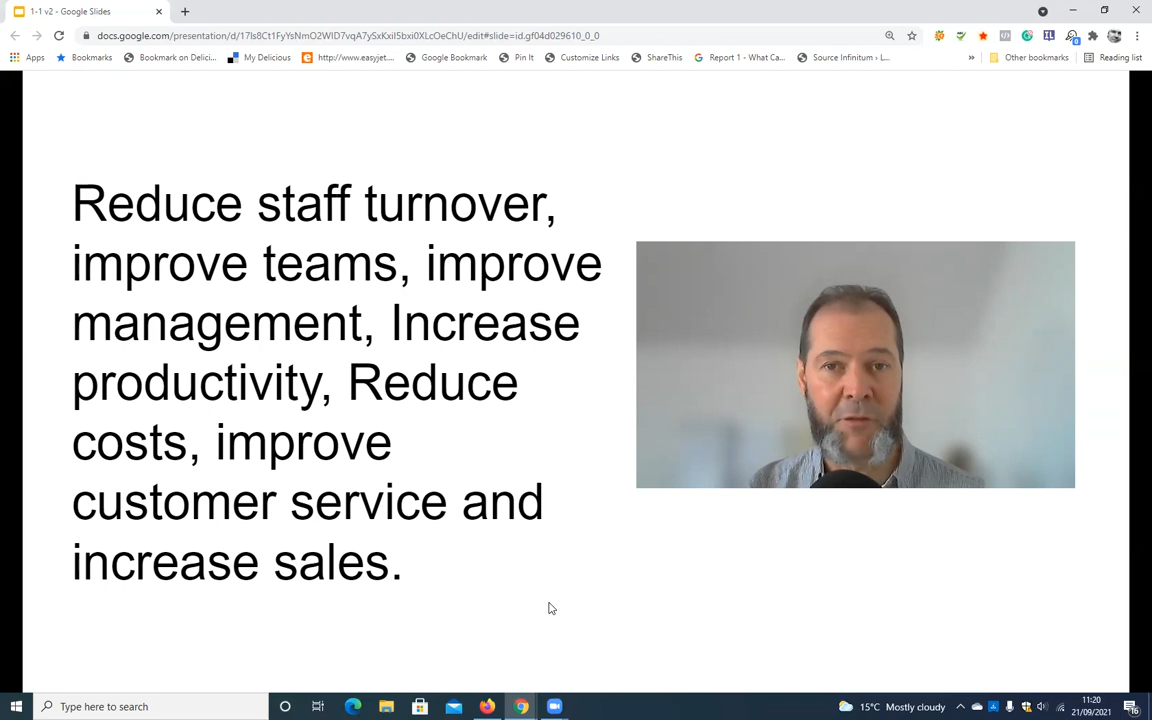 1-1 v2 - Google Slides
docs.google.com/presentation/d/17Is8Ct1FyYsNmO2WID7vqA7ySxKxiI5bxi0XLcOeChU/edit#slide=id.gf04d029610_0_0
Apps Bookmarks Bookmark on Delici... My Delicious http://www.easyjet.... Google Bookmark Pin It Customize Links ShareThis Report 1 - What Ca... Source Infinitum › L... » Other bookmarks Reading list
Reduce staff turnover,
improve teams, improve
management, Increase
productivity, Reduce
costs, improve
customer service and
increase sales.
Type here to search
15°C Mostly cloudy
11:20
21/09/2021
16